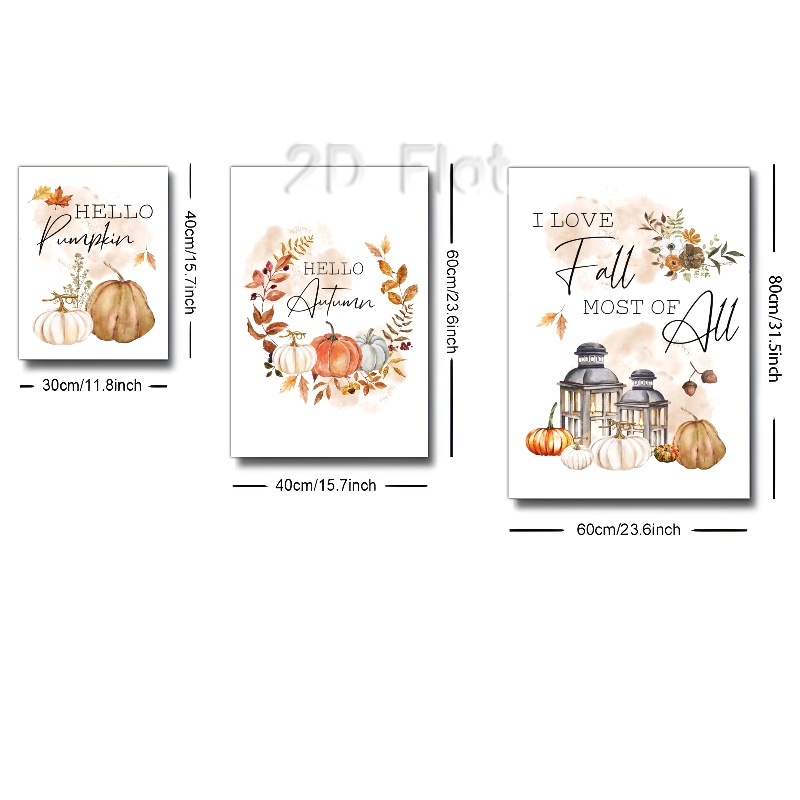 2D Flat
HELLO
Pumpkin
40cm/15.7inch
30cm/11.8inch
HELLO
Autumn
60cm/23.6inch
40cm/15.7inch
I LOVE
Fall
MOST OF
All
80cm/31.5inch
60cm/23.6inch